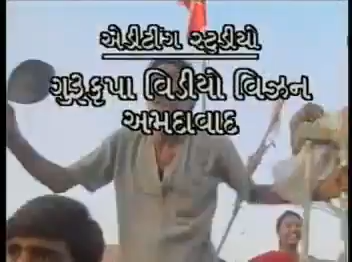 એડીટીંગ સ્ટુડીયો
ગુરૂકૃપા વિડીયો વિઝન
અમદાવાદ